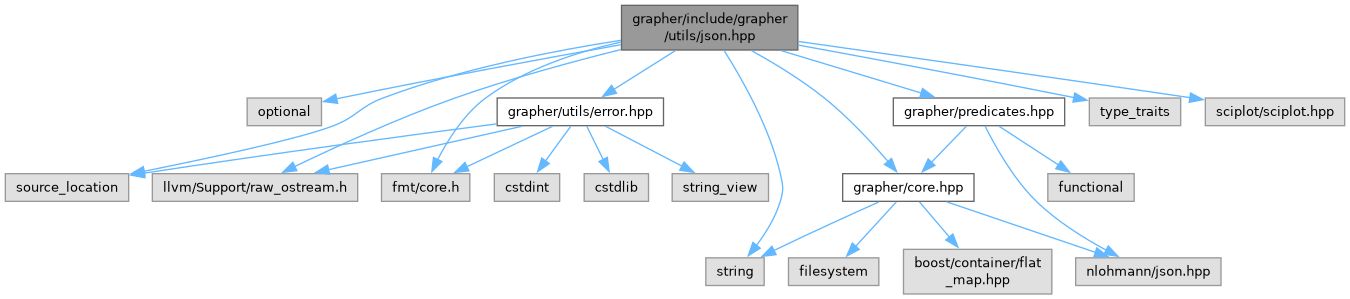 grapher/include/grapher
/utils/json.hpp
optional
grapher/utils/error.hpp
grapher/predicates.hpp
type_traits
sciplot/sciplot.hpp
source_location
llvm/Support/raw_ostream.h
fmt/core.h
cstdint
cstdlib
string_view
grapher/core.hpp
functional
string
filesystem
boost/container/flat
_map.hpp
nlohmann/json.hpp